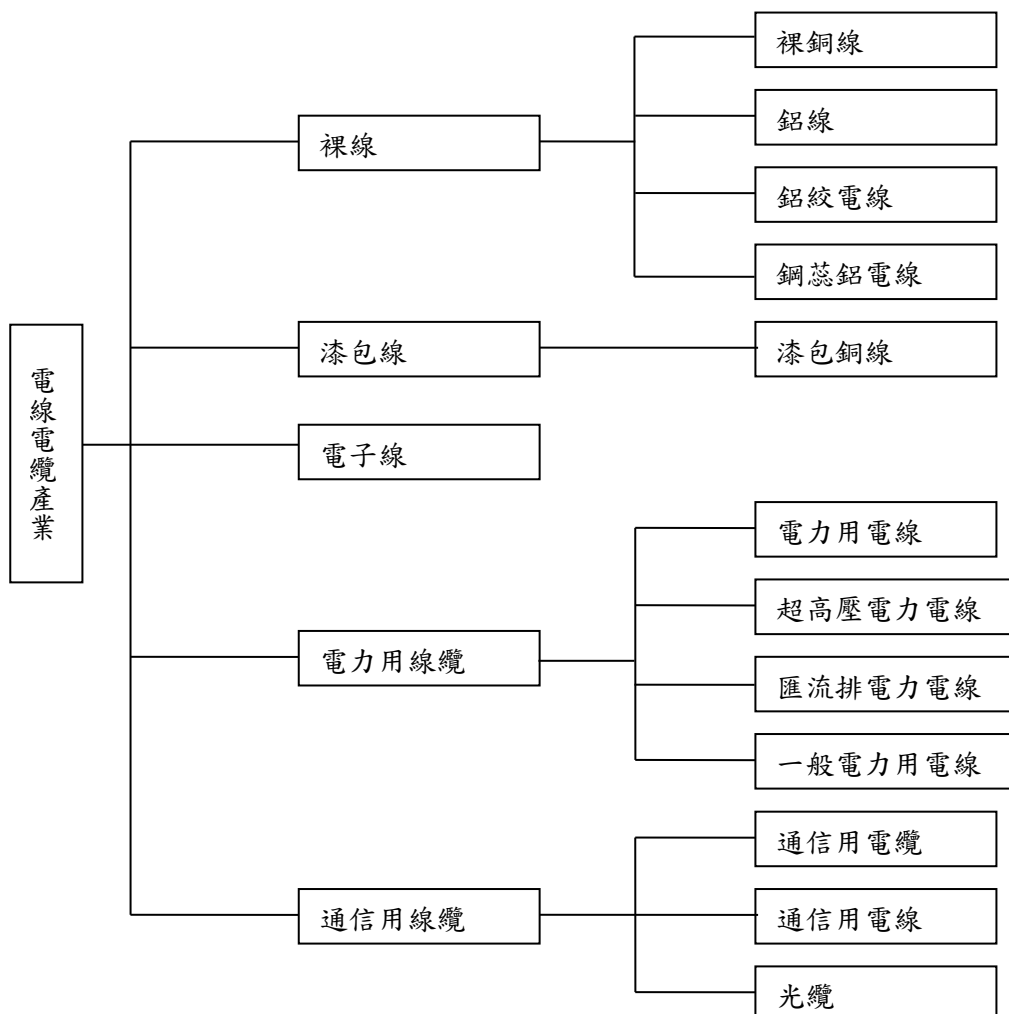 電線電纜產業
裸線
裸銅線
鋁線
鋁絞電線
鋼蕊鋁電線
漆包線
漆包銅線
電子線
電力用線纜
電力用電線
超高壓電力電線
匯流排電力電線
一般電力用電線
通信用線纜
通信用電纜
通信用電線
光纜